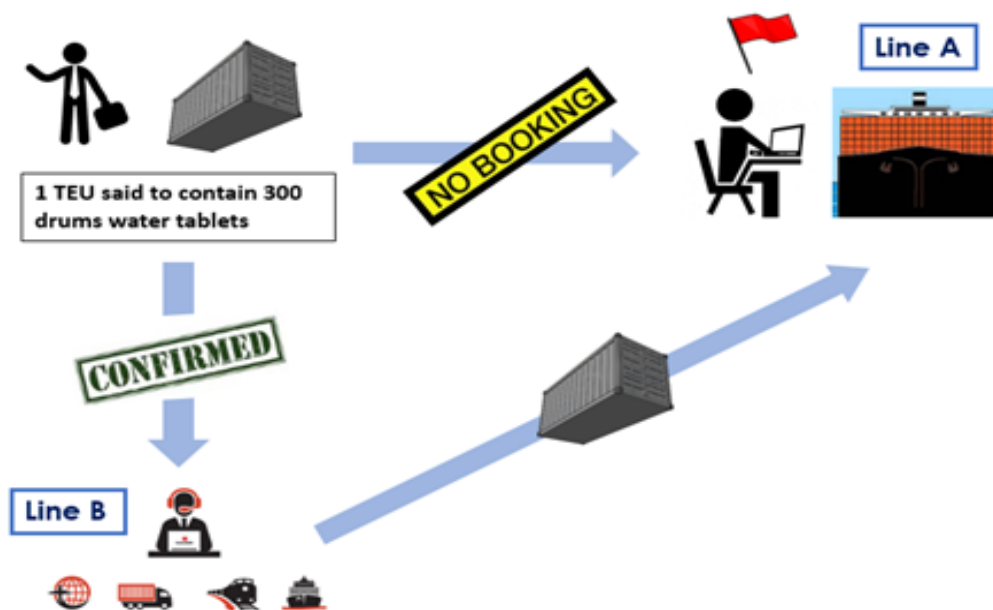 Line A
NO BOOKING
1 TEU said to contain 300
drums water tablets
CONFIRMED
Line B